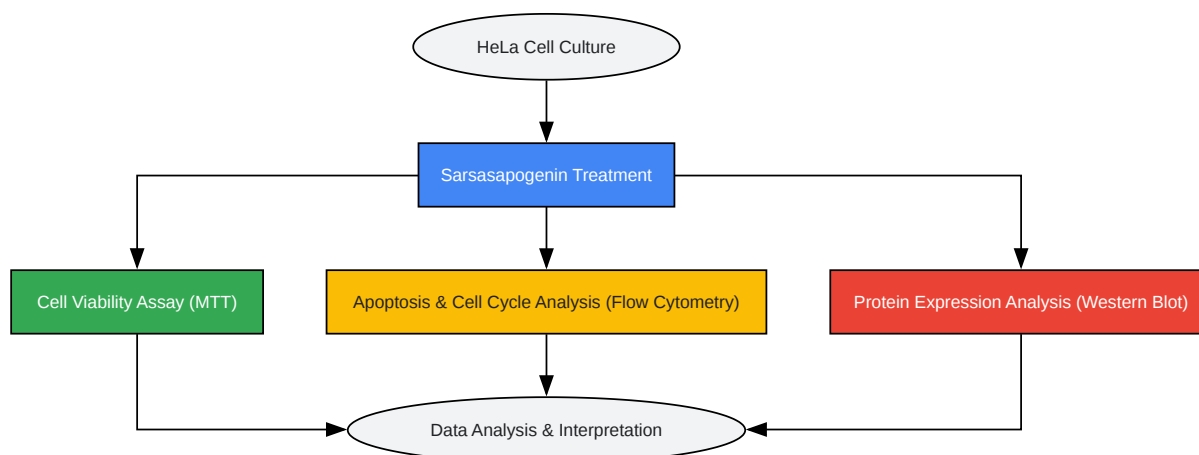 HeLa Cell Culture
Sarsasapogenin Treatment
Cell Viability Assay (MTT)
Apoptosis & Cell Cycle Analysis (Flow Cytometry)
Protein Expression Analysis (Western Blot)
Data Analysis & Interpretation